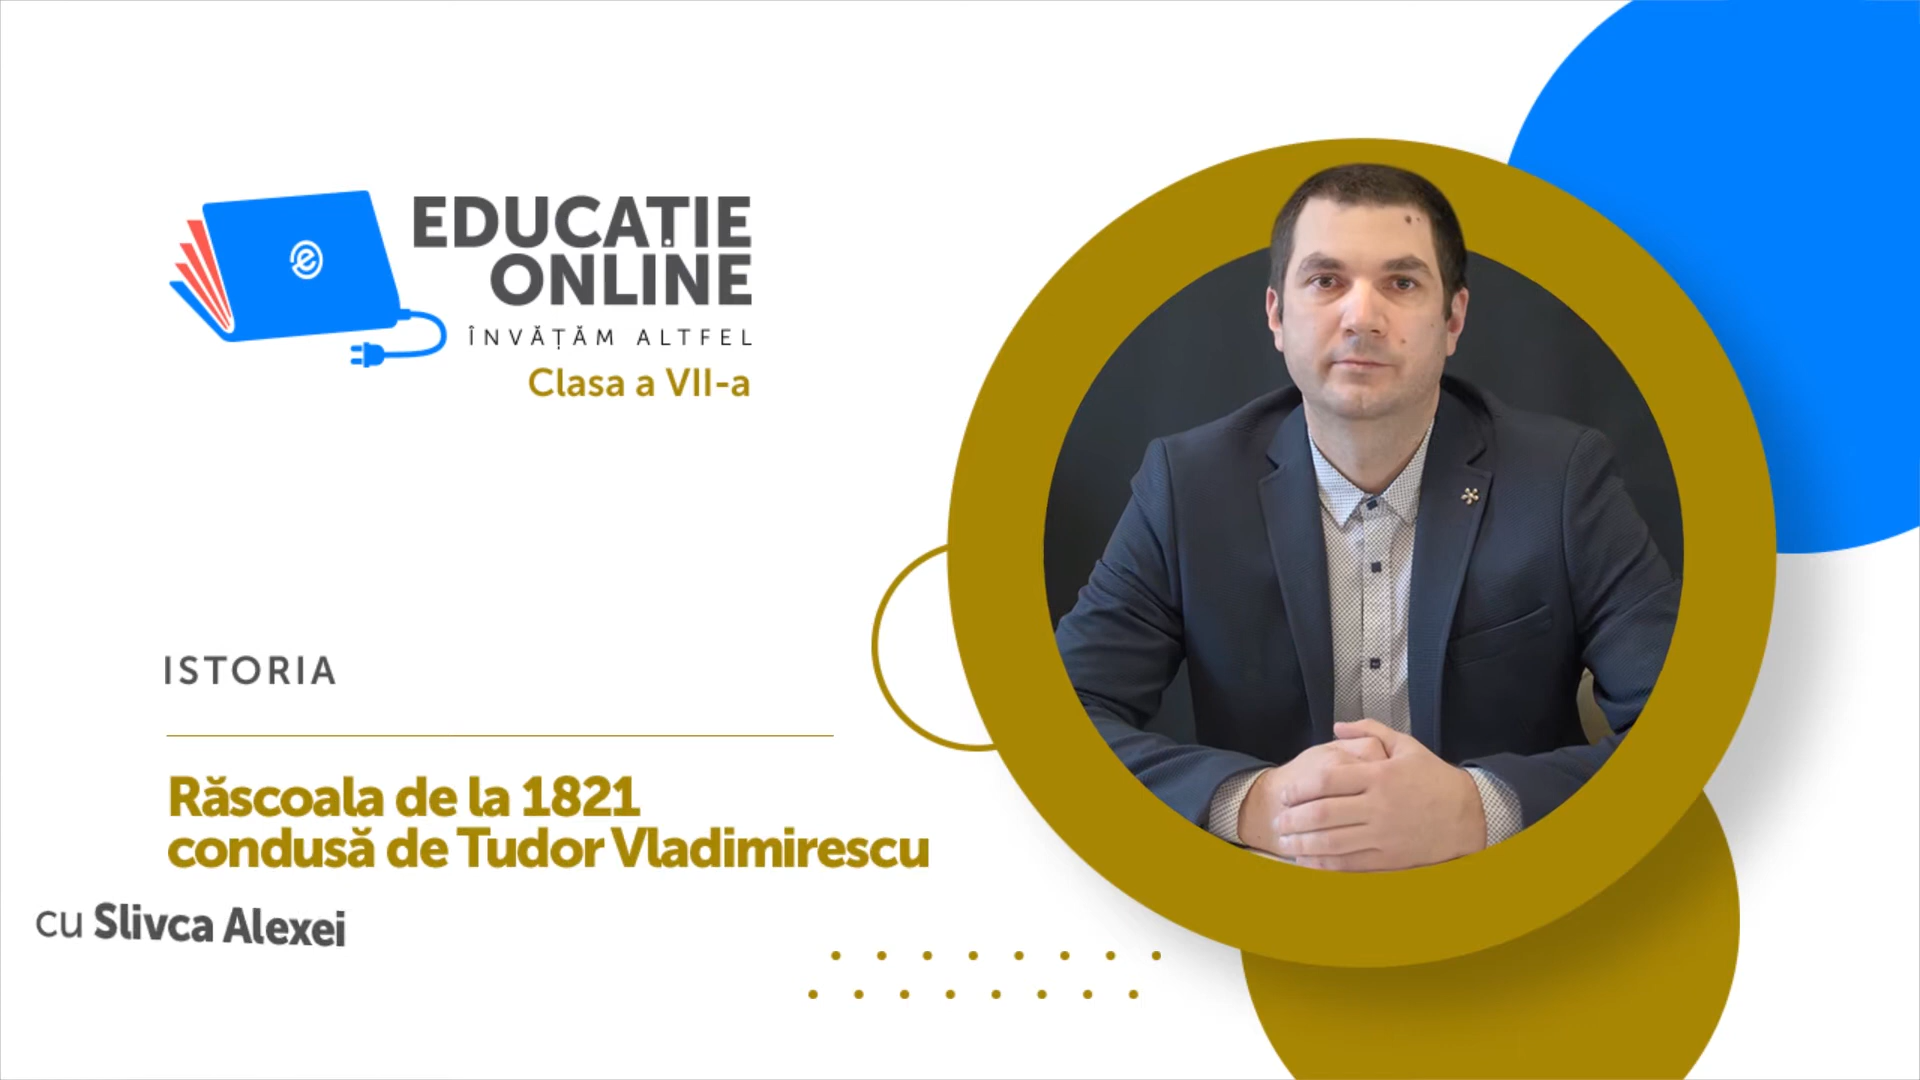 EDUCAȚIE
ONLINE
ÎNVĂȚĂM ALTFEL
Clasa a VII-a
ISTORIA
Răscoala de la 1821
condusă de Tudor Vladimirescu
cu Slivca Alexei